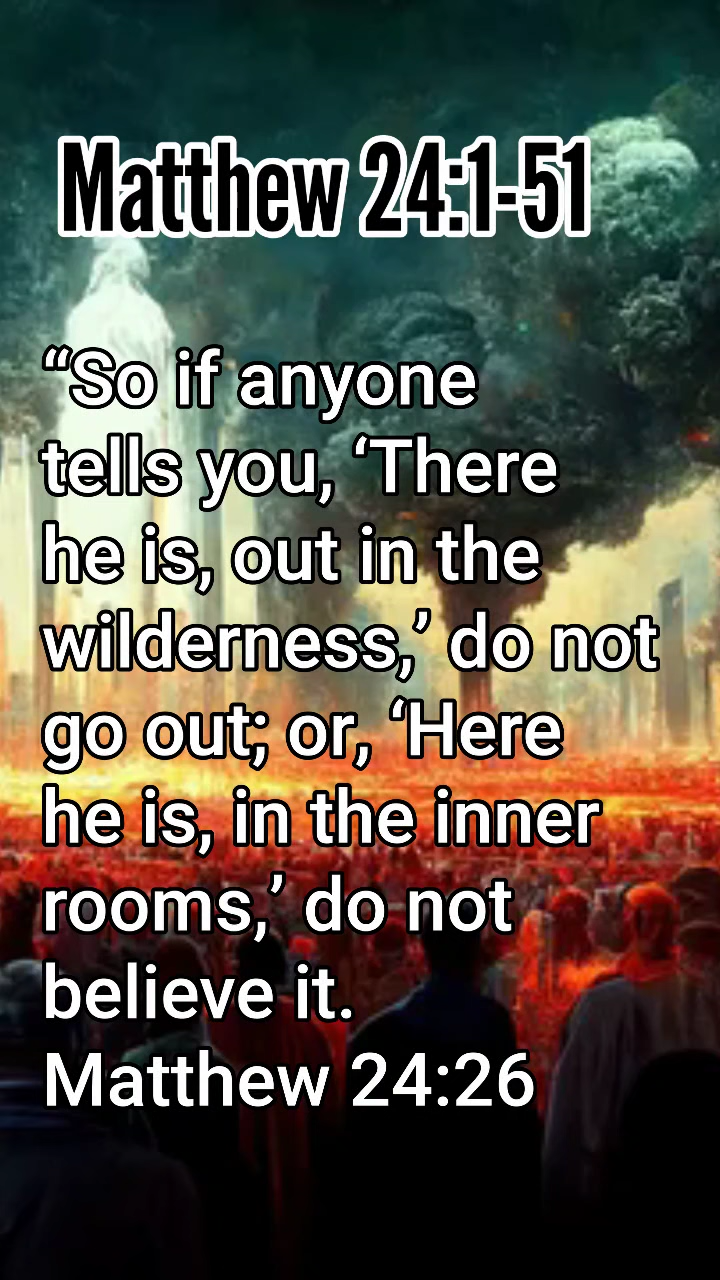 Matthew 24:1-51
“So if anyone
tells you, ‘There
he is, out in the
wilderness,’ do not
go out; or, ‘Here
he is, in the inner
rooms,’ do not
believe it.
Matthew 24:26